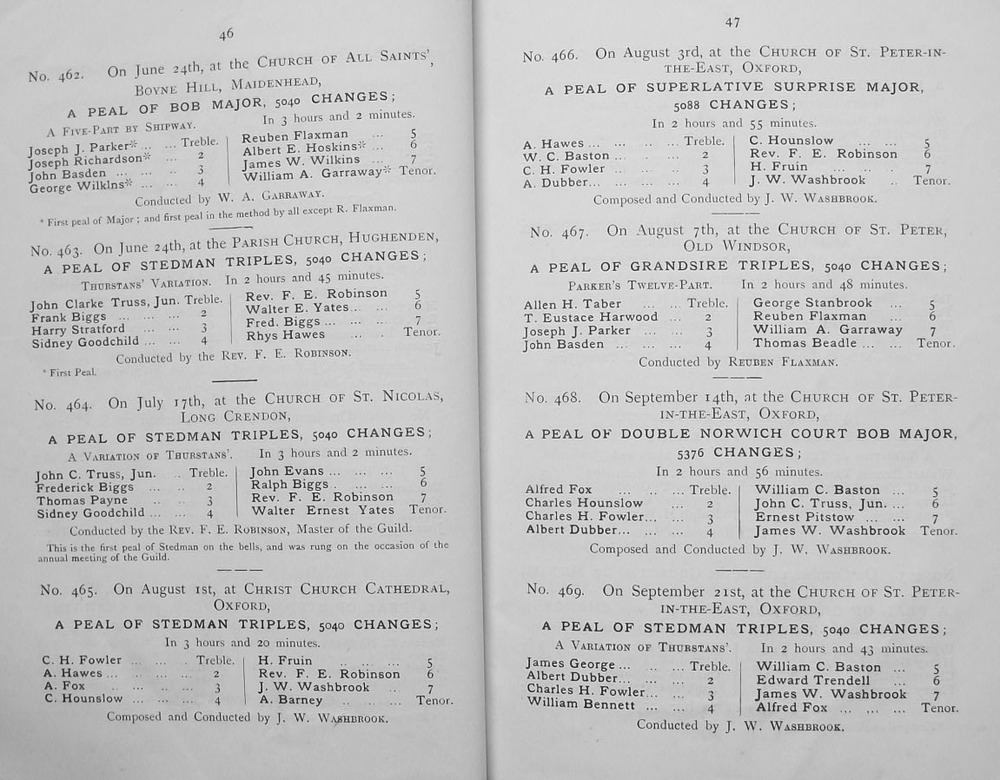 46
No. 462. On June 24th, at the Church of All Saints',
Boyne Hill, Maidenhead,
A PEAL OF BOB MAJOR, 5040 CHANGES;
A Five-Part by Shipway. In 3 hours and 2 minutes.
Joseph J. Parker* ... ... Treble. Reuben Flaxman ... 5
Joseph Richardson* ... 2 Albert E. Hoskins* ... 6
John Basden ... ... 3 James W. Wilkins ... 7
George Wilkins* ... ... 4 William A. Garraway* Tenor.
Conducted by W. A. Garraway.
* First peal of Major; and first peal in the method by all except R. Flaxman.
No. 463. On June 24th, at the Parish Church, Hughenden,
A PEAL OF STEDMAN TRIPLES, 5040 CHANGES;
Thurstans' Variation. In 2 hours and 45 minutes.
John Clarke Truss, Jun. Treble. Rev. F. E. Robinson 5
Frank Biggs ... ... ... 2 Walter E. Yates ... ... 6
Harry Stratford ... ... 3 Fred. Biggs ... ... ... 7
Sidney Goodchild ... ... 4 Rhys Hawes ... . Tenor.
Conducted by the Rev. F. E. Robinson.
* First Peal.
No. 464. On July 17th, at the Church of St. Nicolas,
Long Crendon,
A PEAL OF STEDMAN TRIPLES, 5040 CHANGES;
A Variation of Thurstans'. In 3 hours and 2 minutes.
John C. Truss, Jun. .. Treble. John Evans ... ... ... 5
Frederick Biggs ... .. 2 Ralph Biggs . ... ... 6
Thomas Payne ... .. 3 Rev. F. E. Robinson 7
Sidney Goodchild ... ... 4 Walter Ernest Yates Tenor.
Conducted by the Rev. F. E. Robinson, Master of the Guild.
This is the first peal of Stedman on the bells, and was rung on the occasion of the
annual meeting of the Guild.
No. 465. On August 1st, at Christ Church Cathedral,
Oxford,
A PEAL OF STEDMAN TRIPLES, 5040 CHANGES;
In 3 hours and 20 minutes.
C. H. Fowler ... ... . Treble. H. Fruin ... ... ... 5
A. Hawes ... ... ... ... 2 Rev. F. E. Robinson 6
A. Fox .. ... ... ... 3 J. W. Washbrook .. 7
C. Hounslow ... ... ... 4 A. Barney .. ... ... Tenor.
Composed and Conducted by J. W. Washbrook.
47
No. 466. On August 3rd, at the Church of St. Peter-in-
the-East, Oxford,
A PEAL OF SUPERLATIVE SURPRISE MAJOR,
5088 CHANGES;
In 2 hours and 55 minutes.
A. Hawes ... ... ... ... Treble. C. Hounslow ... ... 5
W. C. Baston ... ... ... 2 Rev. F. E. Robinson 6
C. H. Fowler ... ... ... 3 H. Fruin ... ... . 7
A. Dubber... ... ... ... 4 J. W. Washbrook .. Tenor.
Composed and Conducted by J. W. Washbrook.
No. 467. On August 7th, at the Church of St. Peter,
Old Windsor,
A PEAL OF GRANDSIRE TRIPLES, 5040 CHANGES;
Parker's Twelve-Part. In 2 hours and 48 minutes.
Allen H. Taber ... ... Treble. George Stanbrook ... 5
T. Eustace Harwood ... 2 Reuben Flaxman ... 6
Joseph J. Parker ... ... 3 William A. Garraway 7
John Basden ... ... ... 4 Thomas Beadle ... ... Tenor.
Conducted by Reuben Flaxman.
No. 468. On September 14th, at the Church of St. Peter-
in-the-East, Oxford,
A PEAL OF DOUBLE NORWICH COURT BOB MAJOR,
5376 CHANGES;
In 2 hours and 56 minutes.
Alfred Fox ... ... ... Treble. William C. Baston ... 5
Charles Hounslow ... 2 John C. Truss, Jun. ... 6
Charles H. Fowler... ... 3 Ernest Pitstow ... ... 7
Albert Dubber... ... ... 4 James W. Washbrook Tenor.
Composed and Conducted by J. W. Washbrook.
No. 469. On September 21st, at the Church of St. Peter-
in-the-East, Oxford,
A PEAL OF STEDMAN TRIPLES, 5040 CHANGES;
A Variation of Thurstans'. In 2 hours and 43 minutes.
James George ... ... ... Treble. William C. Baston ... 5
Albert Dubber... ... ... 2 Edward Trendell ... 6
Charles H. Fowler... ... 3 James W. Washbrook 7
William Bennett ... ... 4 Alfred Fox ... ... ... Tenor.
Conducted by J. W. Washbrook.